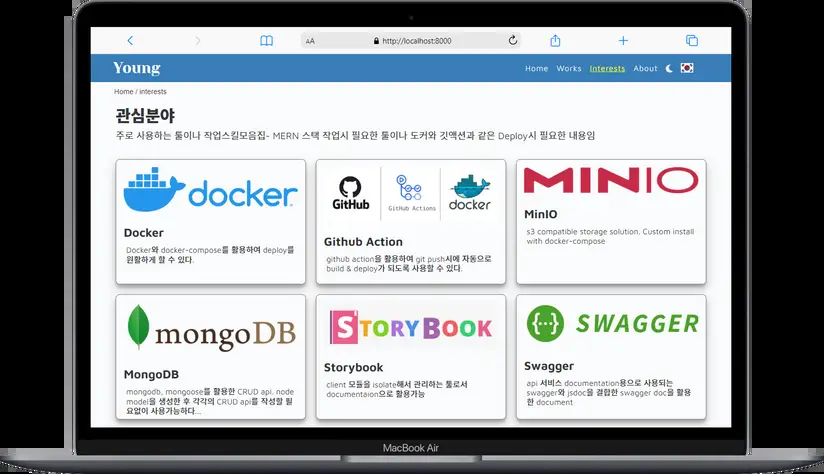 AA
http://localhost:8000
Young
Home Works Interests About
Home / interests
관심분야
주로 사용하는 툴이나 작업스킬모음집- MERN 스택 작업시 필요한 툴이나 도커와 깃액션과 같은 Deploy시 필요한 내용임
docker
Docker
Docker와 docker-compose를 활용하여 deploy를
원활하게 할 수 있다.
GitHub
GitHub Actions
docker
Github Action
github action을 활용하여 git push시에 자동으로
build & deploy가 되도록 사용할 수 있다.
MINIO
MinIO
s3 compatible storage solution. Custom install
with docker-compose
mongoDB
MongoDB
mongodb, mongoose를 활용한 CRUD api. node
model을 생성한 후 각각의 CRUD api를 작성할 필
요없이 사용가능하다...
STORYBOOK
Storybook
client 모듈을 isolate해서 관리하는 툴로서
documentaion으로 활용가능
SWAGGER
Swagger
api 서비스 documentation용으로 사용되는
swagger와 jsdoc을 결합한 swagger doc을 활용
한 document
MacBook Air